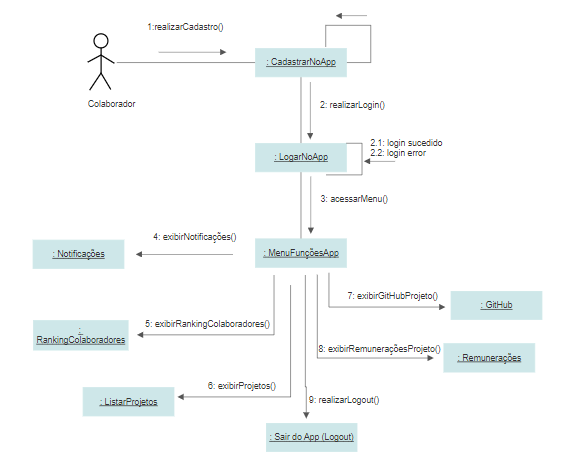 1:realizarCadastro()
: CadastrarNoApp
Colaborador
2: realizarLogin()
2.1: login sucedido
2.2: login error
: LogarNoApp
3: acessarMenu()
4: exibirNotificações()
: Notificações
: MenuFunçõesApp
7: exibirGitHubProjeto()
: GitHub
5: exibirRankingColaboradores()
:
RankingColaboradores
8: exibirRemuneraçõesProjeto()
: Remunerações
6: exibirProjetos()
: ListarProjetos
9: realizarLogout()
: Sair do App (Logout)